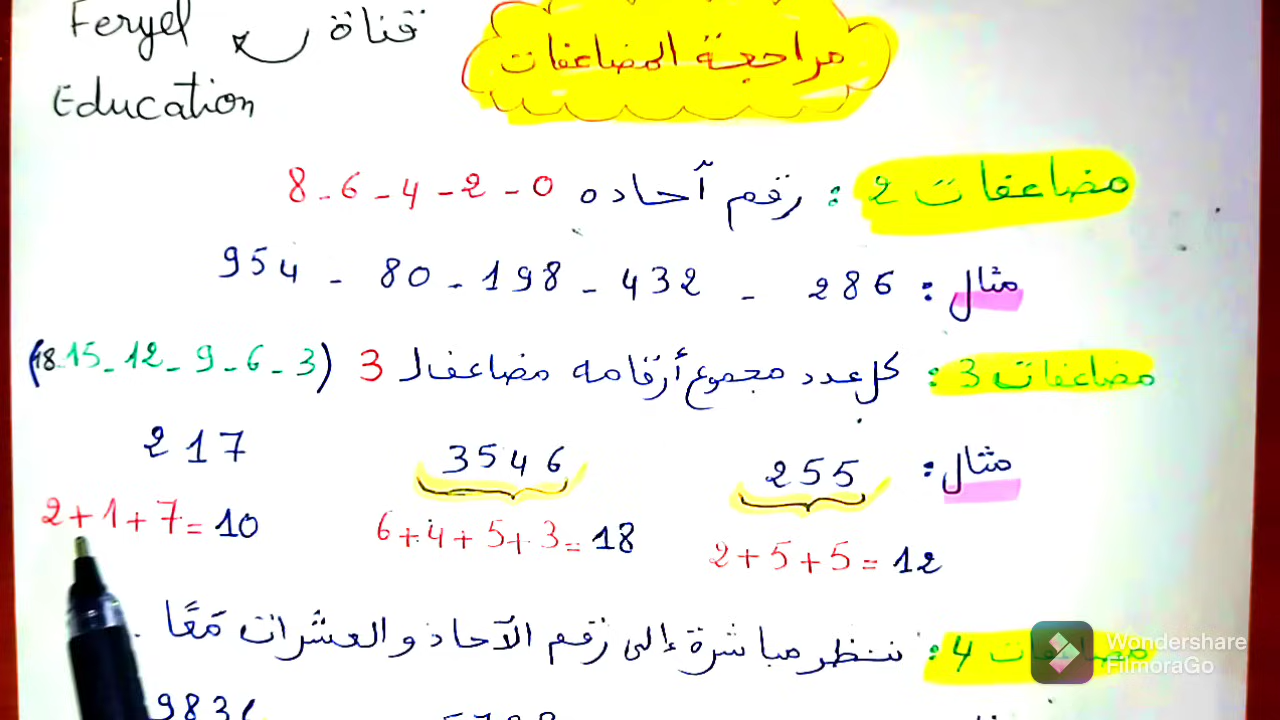 قناة Feryel
Education
مراجعة المضاعفات
مضاعفات 2 : رقم آحاده 0 - 2 - 4 - 6 - 8
مثال : 286 - 432 - 198 - 80 - 954
مضاعفات 3 : كل عدد مجموع أرقامه مضاعف لـ 3 (3 - 6 - 9 - 12 - 15 - 18)
مثال : 255 3546 217
2+5+5=12 6+4+5+3=18 2+1+7=10
مضاعفات 4 : ننظر مباشرة إلى رقم الآحاد والعشرات مَعًا .
Wondershare
FilmoraGo